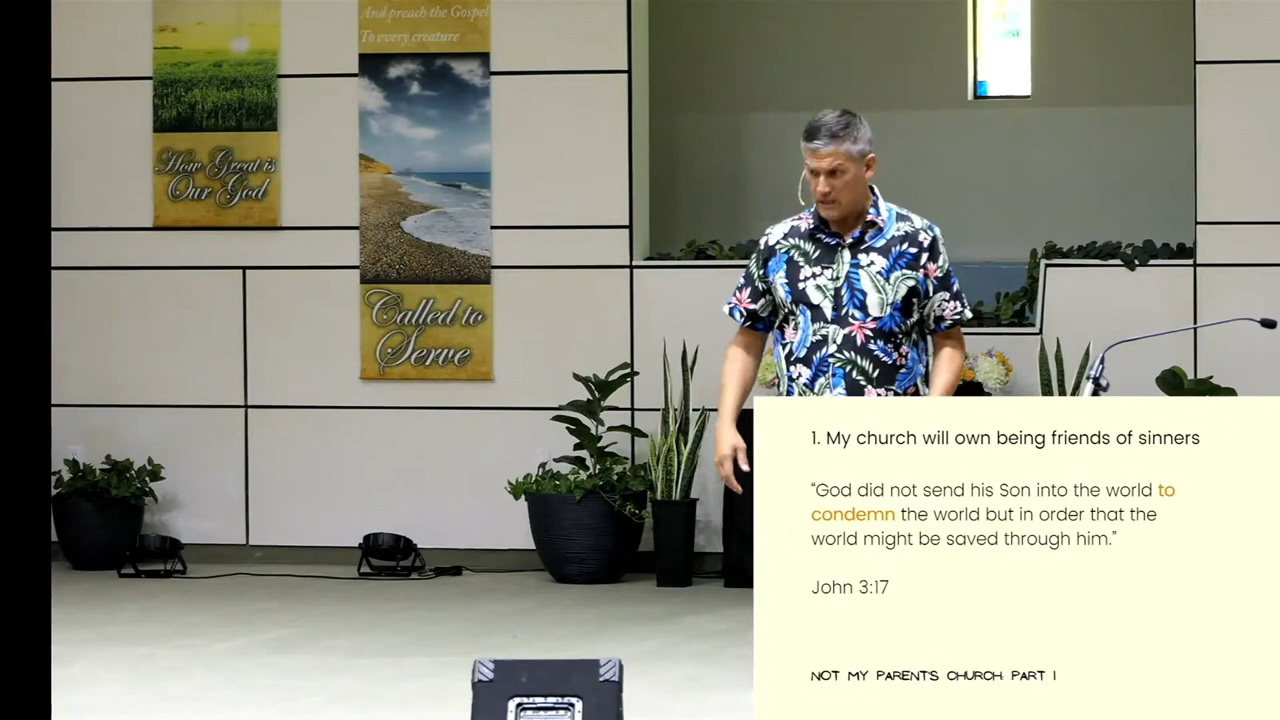 And preach the Gospel
To every creature
How Great is
Our God
Called to
Serve
1. My church will own being friends of sinners
“God did not send his Son into the world to
condemn the world but in order that the
world might be saved through him.”
John 3:17
NOT MY PARENTS CHURCH: PART 1